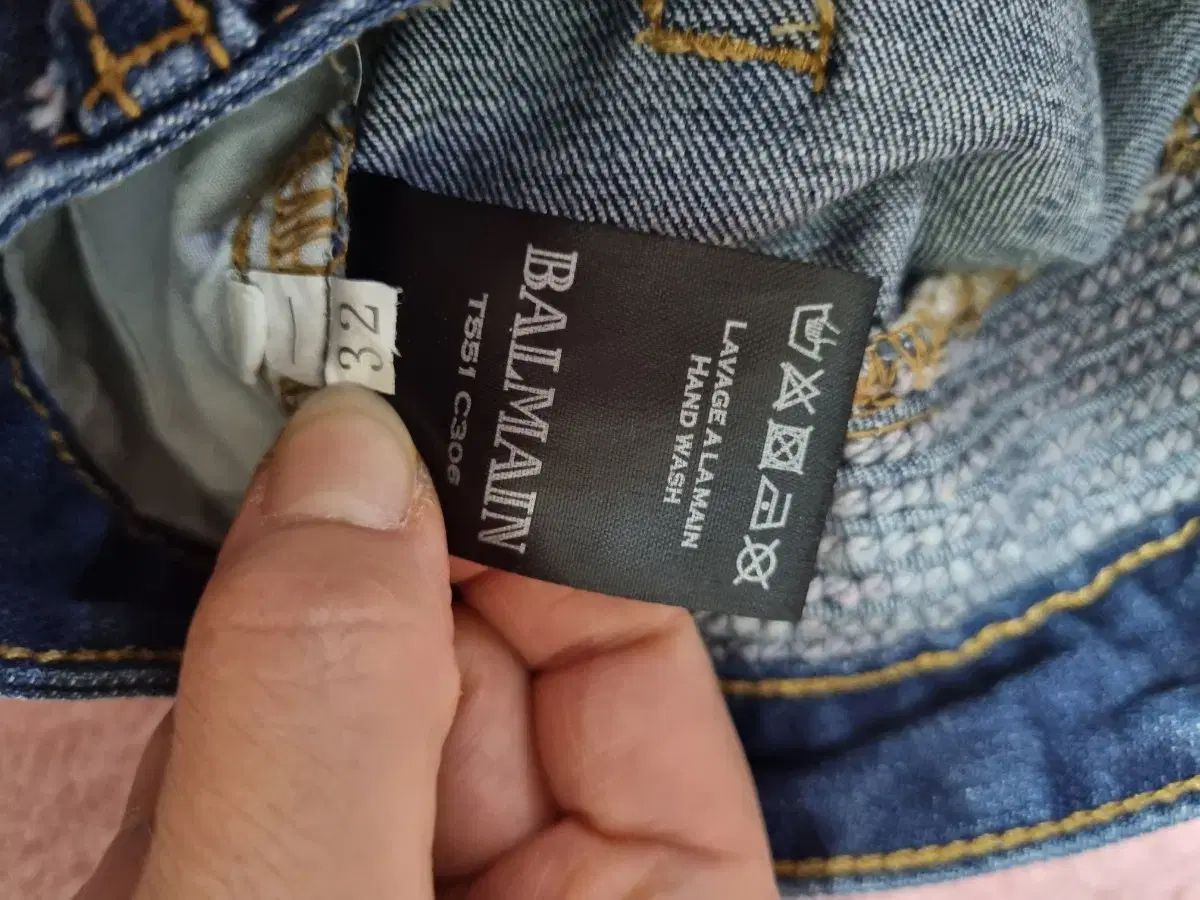 32
BALMAIN
T551 C306
LAVAGE A LA MAIN
HAND WASH